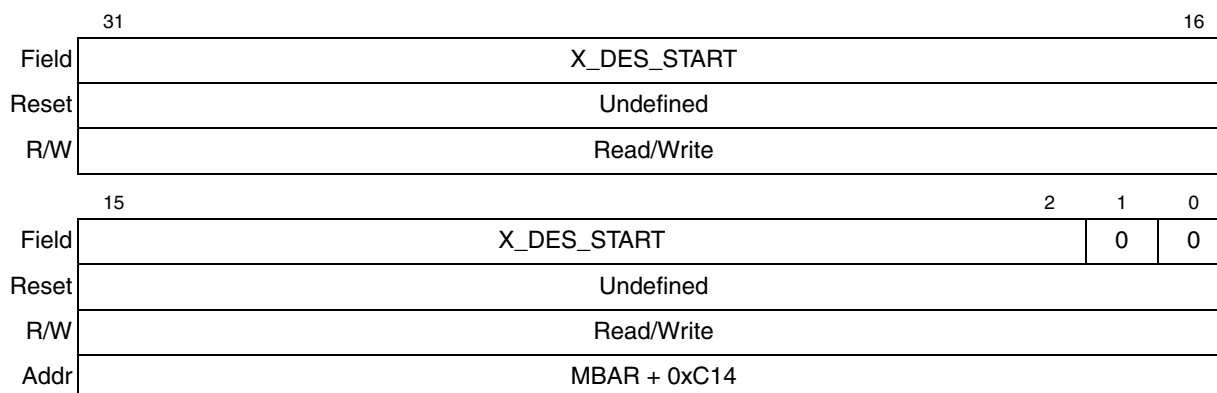 31 16
Field X_DES_START
Reset Undefined
R/W Read/Write
15 2 1 0
Field X_DES_START 0 0
Reset Undefined
R/W Read/Write
Addr MBAR + 0xC14